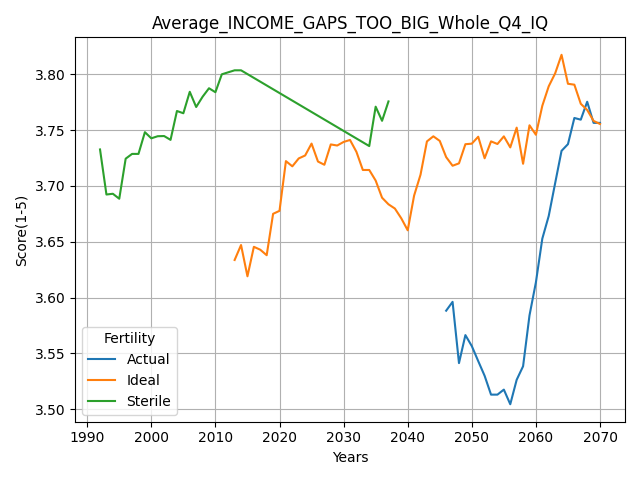 Average_INCOME_GAPS_TOO_BIG_Whole_Q4_IQ
Score(1-5)
3.80
3.75
3.70
3.65
3.60
3.55
3.50
Fertility
Actual
Ideal
Sterile
1990 2000 2010 2020 2030 2040 2050 2060 2070
Years